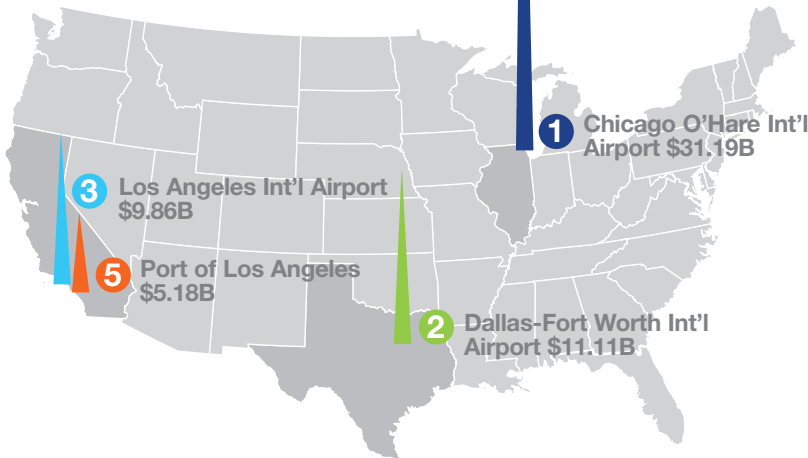 1 Chicago O'Hare Int'l
Airport $31.19B
3 Los Angeles Int'l Airport
$9.86B
5 Port of Los Angeles
$5.18B
2 Dallas-Fort Worth Int'l
Airport $11.11B